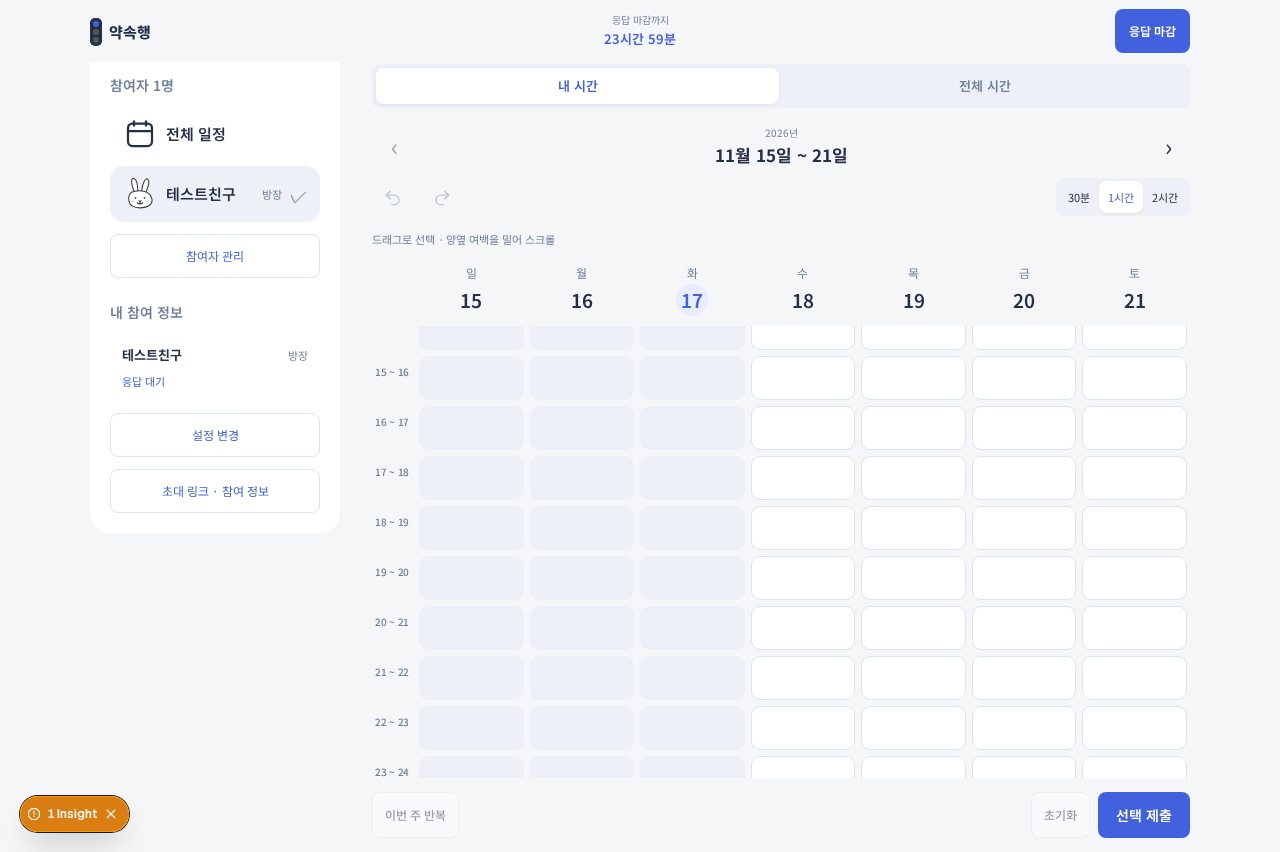 약속행
응답 마감까지
23시간 59분
응답 마감
참여자 1명
전체 일정
테스트친구 방장
참여자 관리
내 참여 정보
테스트친구 방장
응답 대기
설정 변경
초대 링크 · 참여 정보
내 시간 전체 시간
2026년
11월 15일 ~ 21일
30분 1시간 2시간
드래그로 선택 · 양옆 여백을 밀어 스크롤
일 월 화 수 목 금 토
15 16 17 18 19 20 21
15 ~ 16
16 ~ 17
17 ~ 18
18 ~ 19
19 ~ 20
20 ~ 21
21 ~ 22
22 ~ 23
23 ~ 24
이번 주 반복 초기화 선택 제출
1 Insight